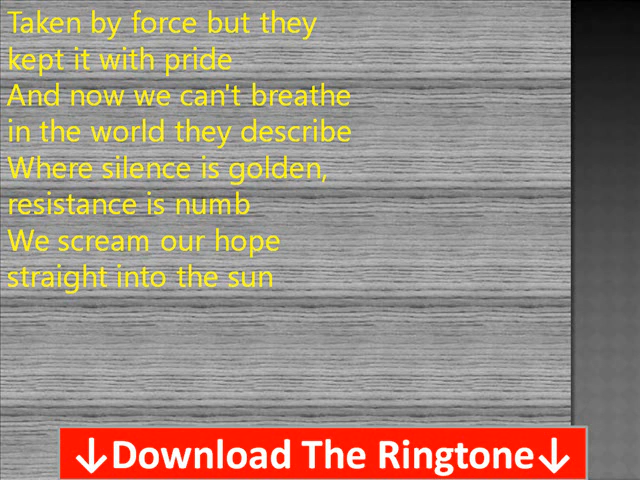 Taken by force but they
kept it with pride
And now we can't breathe
in the world they describe
Where silence is golden,
resistance is numb
We scream our hope
straight into the sun
↓Download The Ringtone↓